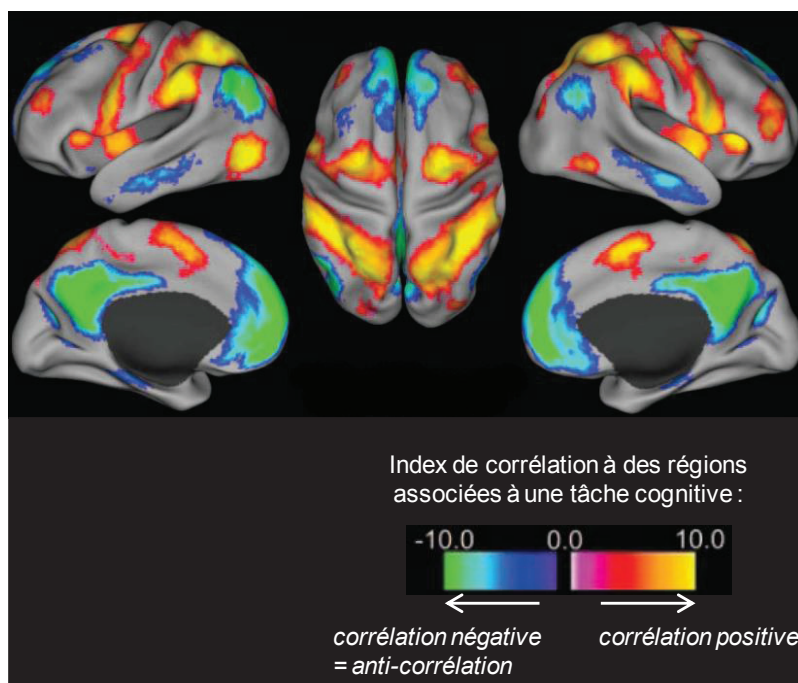 Index de corrélation à des régions
associées à une tâche cognitive :
-10.0 0.0 10.0
corrélation négative
= anti-corrélation
corrélation positive